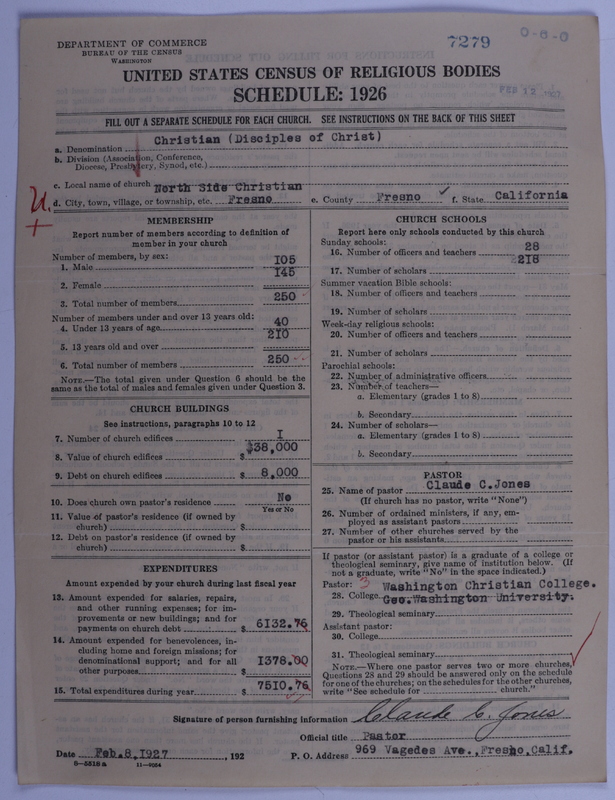 DEPARTMENT OF COMMERCE
BUREAU OF THE CENSUS
WASHINGTON
7279
0-6-0
FEB 12 1927
UNITED STATES CENSUS OF RELIGIOUS BODIES
SCHEDULE: 1926
FILL OUT A SEPARATE SCHEDULE FOR EACH CHURCH. SEE INSTRUCTIONS ON THE BACK OF THIS SHEET
a. Denomination Christian (Disciples of Christ)
b. Division (Association, Conference,
Diocese, Presbytery, Synod, etc.)
c. Local name of church North Side Christian
d. City, town, village, or township, etc. Fresno e. County Fresno f. State California
U.
MEMBERSHIP
Report number of members according to definition of
member in your church
Number of members, by sex:
1. Male 105
2. Female 145
3. Total number of members 250
Number of members under and over 13 years old:
4. Under 13 years of age 40
5. 13 years old and over 210
6. Total number of members 250
NOTE.—The total given under Question 6 should be the
same as the total of males and females given under Question 3.
CHURCH BUILDINGS
See instructions, paragraphs 10 to 12
7. Number of church edifices I
8. Value of church edifices $ $38,000
9. Debt on church edifices $ 8,000
10. Does church own pastor's residence No
Yes or No
11. Value of pastor's residence (if owned by
church) $
12. Debt on pastor's residence (if owned by
church) $
EXPENDITURES
Amount expended by your church during last fiscal year
13. Amount expended for salaries, repairs,
and other running expenses; for im-
provements or new buildings; and for
payments on church debt $ 6132.76
14. Amount expended for benevolences, in-
cluding home and foreign missions; for
denominational support; and for all
other purposes $ 1378.00
15. Total expenditures during year $ 7510.76
CHURCH SCHOOLS
Report here only schools conducted by this church
Sunday schools:
16. Number of officers and teachers 28
17. Number of scholars 218
Summer vacation Bible schools:
18. Number of officers and teachers
19. Number of scholars
Week-day religious schools:
20. Number of officers and teachers
21. Number of scholars
Parochial schools:
22. Number of administrative officers
23. Number of teachers—
a. Elementary (grades 1 to 8)
b. Secondary
24. Number of scholars—
a. Elementary (grades 1 to 8)
b. Secondary
PASTOR
25. Name of pastor Claude C.Jones
(If church has no pastor, write "None")
26. Number of ordained ministers, if any, em-
ployed as assistant pastors
27. Number of other churches served by the
pastor or his assistants
If pastor (or assistant pastor) is a graduate of a college or
theological seminary, give name of institution below. (If
not a graduate, write "No" in the space indicated.)
Pastor: 3 Washington Christian College.
28. College Geo.Washington University.
29. Theological seminary
Assistant pastor:
30. College
31. Theological seminary
NOTE.—Where one pastor serves two or more churches,
Questions 28 and 29 should be answered only on the schedule
for one of the churches; on the schedules for the other churches,
write "See schedule for church."
Signature of person furnishing information Claude C. Jones
Official title Pastor
Date Feb.8,1927, 192 P. O. Address 969 Vagedes Ave.,Fresno,Calif.
8-5518 a 11-9264